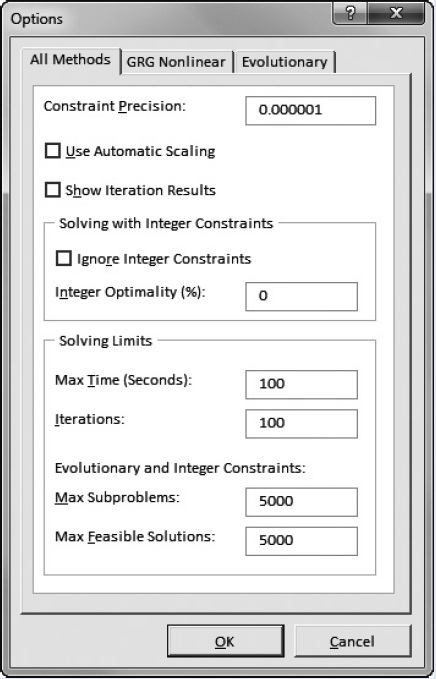 Options
All Methods GRG Nonlinear Evolutionary
Constraint Precision: 0.000001
Use Automatic Scaling
Show Iteration Results
Solving with Integer Constraints
Ignore Integer Constraints
Integer Optimality (%): 0
Solving Limits
Max Time (Seconds): 100
Iterations: 100
Evolutionary and Integer Constraints:
Max Subproblems: 5000
Max Feasible Solutions: 5000
OK Cancel